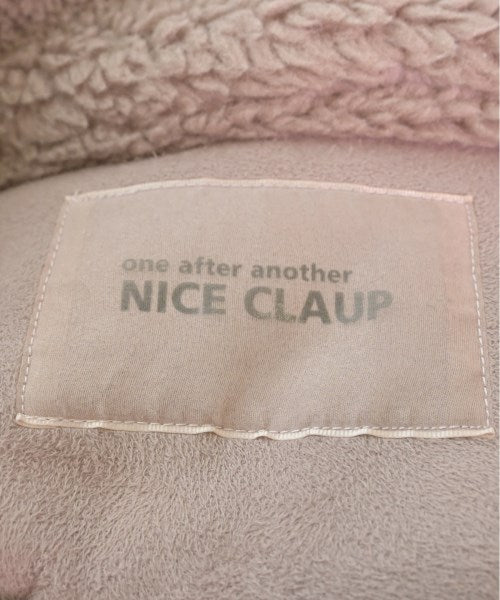 one after another
NICE CLAUP